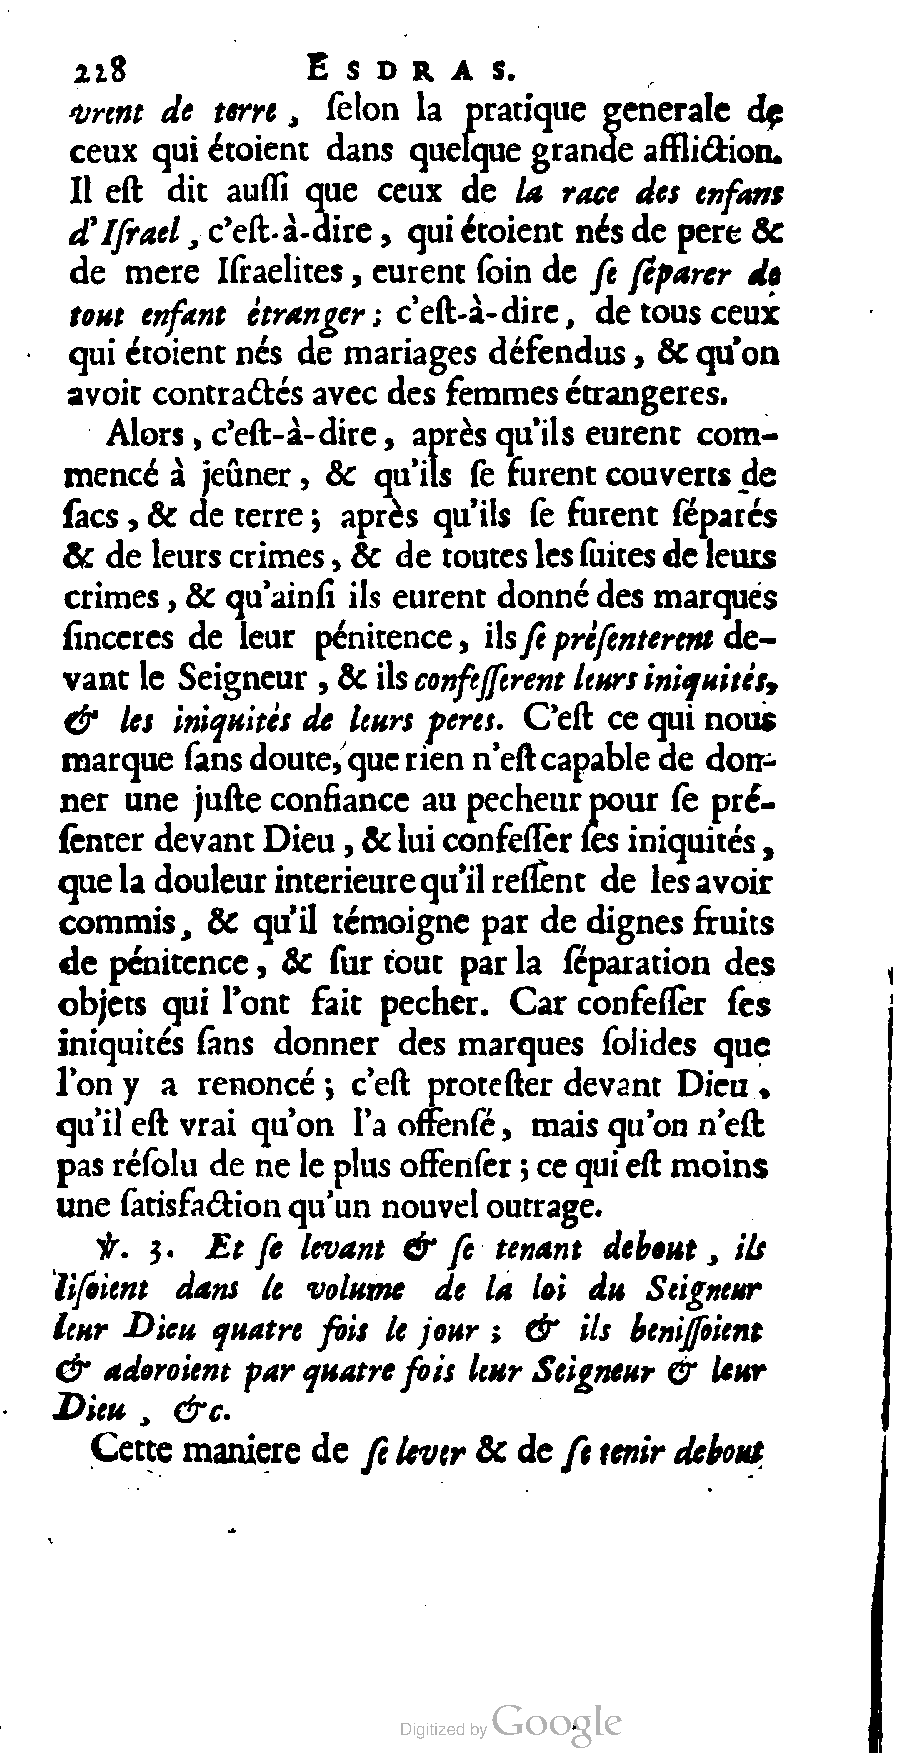 228 ESDRAS.
vrent de terre, ſelon la pratique generale de
ceux qui étoient dans quelque grande affliction.
Il eſt dit auſſi que ceux de la race des enfans
d'Iſrael, c'eſt-à-dire, qui étoient nés de pere &
de mere Iſraelites, eurent ſoin de ſe ſéparer de
tout enfant étranger; c'eſt-à-dire, de tous ceux
qui étoient nés de mariages défendus, & qu'on
avoit contractés avec des femmes étrangeres.
Alors, c'eſt-à-dire, après qu'ils eurent com-
mencé à jeûner, & qu'ils ſe furent couverts de
ſacs, & de terre; après qu'ils ſe furent ſéparés
& de leurs crimes, & de toutes les ſuites de leurs
crimes, & qu'ainſi ils eurent donné des marques
ſinceres de leur pénitence, ils ſe préſenterent de-
vant le Seigneur, & ils confeſſerent leurs iniquités,
& les iniquités de leurs peres. C'eſt ce qui nous
marque ſans doute, que rien n'eſt capable de don-
ner une juſte confiance au pecheur pour ſe pré-
ſenter devant Dieu, & lui confeſſer ſes iniquités,
que la douleur interieure qu'il reſſent de les avoir
commis, & qu'il témoigne par de dignes fruits
de pénitence, & ſur tout par la ſéparation des
objets qui l'ont fait pecher. Car confeſſer ſes
iniquités ſans donner des marques ſolides que
l'on y a renoncé; c'eſt proteſter devant Dieu,
qu'il eſt vrai qu'on l'a offenſé, mais qu'on n'eſt
pas réſolu de ne le plus offenſer; ce qui eſt moins
une ſatisfaction qu'un nouvel outrage.
℣. 3. Et ſe levant & ſe tenant debout, ils
liſoient dans le volume de la loi du Seigneur
leur Dieu quatre fois le jour; & ils beniſſoient
& adoroient par quatre fois leur Seigneur & leur
Dieu, &c.
Cette maniere de ſe lever & de ſe tenir debout
Digitized by Google